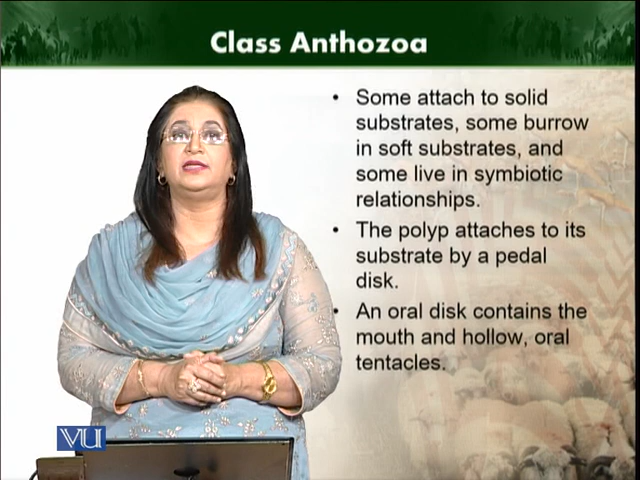 Class Anthozoa
• Some attach to solid
substrates, some burrow
in soft substrates, and
some live in symbiotic
relationships.
• The polyp attaches to its
substrate by a pedal
disk.
• An oral disk contains the
mouth and hollow, oral
tentacles.
VU